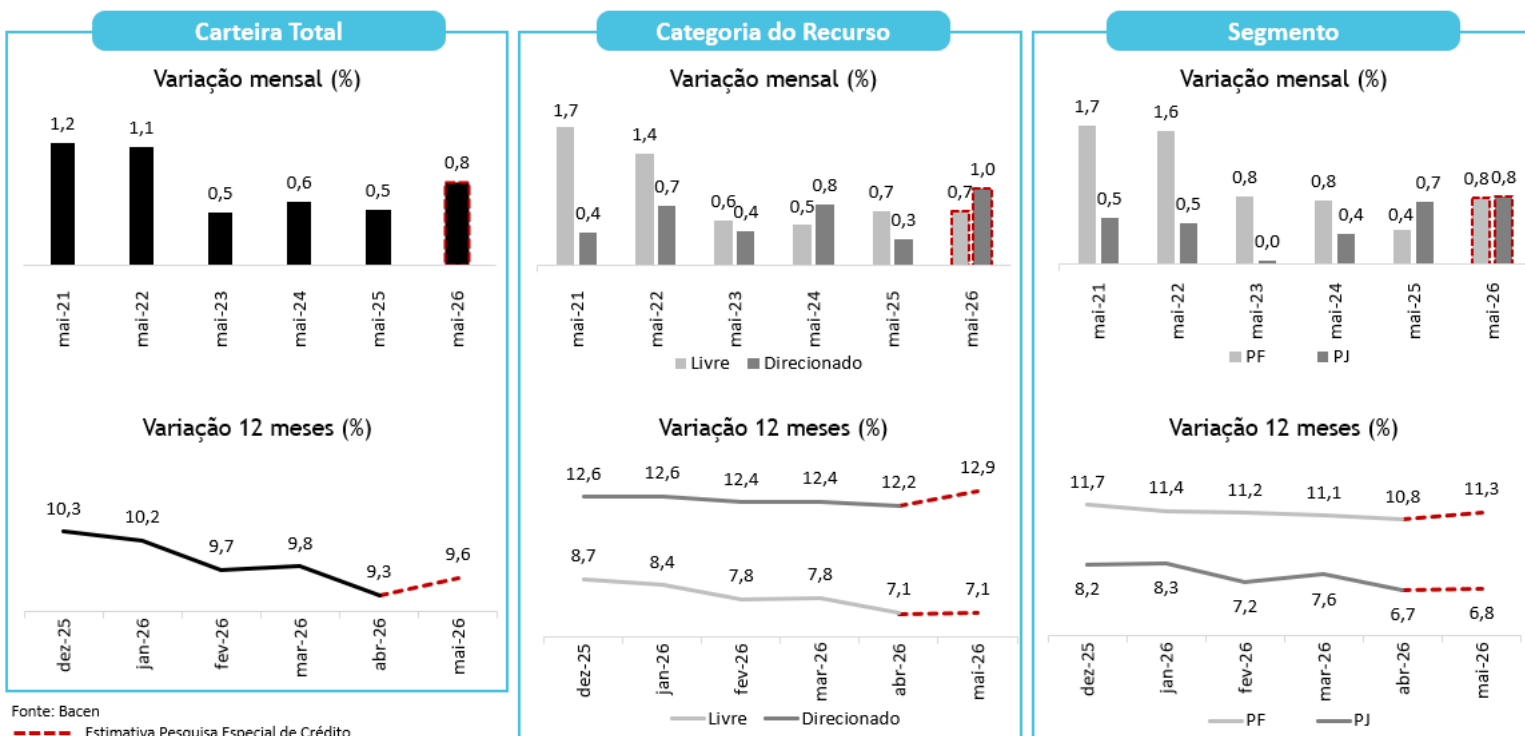 Carteira Total
Variação mensal (%)
1,2
1,1
0,5
0,6
0,5
0,8
mai-21
mai-22
mai-23
mai-24
mai-25
mai-26
Variação 12 meses (%)
10,3
10,2
9,7
9,8
9,3
9,6
dez-25
jan-26
fev-26
mar-26
abr-26
mai-26
Fonte: Bacen
Estimativa Pesquisa Especial de Crédito
Categoria do Recurso
Variação mensal (%)
1,7
0,4
1,4
0,7
0,6
0,4
0,5
0,8
0,7
0,3
0,7
1,0
mai-21
mai-22
mai-23
mai-24
mai-25
mai-26
Livre Direcionado
Variação 12 meses (%)
12,6
12,6
12,4
12,4
12,2
12,9
8,7
8,4
7,8
7,8
7,1
7,1
dez-25
jan-26
fev-26
mar-26
abr-26
mai-26
Livre Direcionado
Segmento
Variação mensal (%)
1,7
0,5
1,6
0,5
0,8
0,0
0,8
0,4
0,4
0,7
0,8
0,8
mai-21
mai-22
mai-23
mai-24
mai-25
mai-26
PF PJ
Variação 12 meses (%)
11,7
11,4
11,2
11,1
10,8
11,3
8,2
8,3
7,2
7,6
6,7
6,8
dez-25
jan-26
fev-26
mar-26
abr-26
mai-26
PF PJ